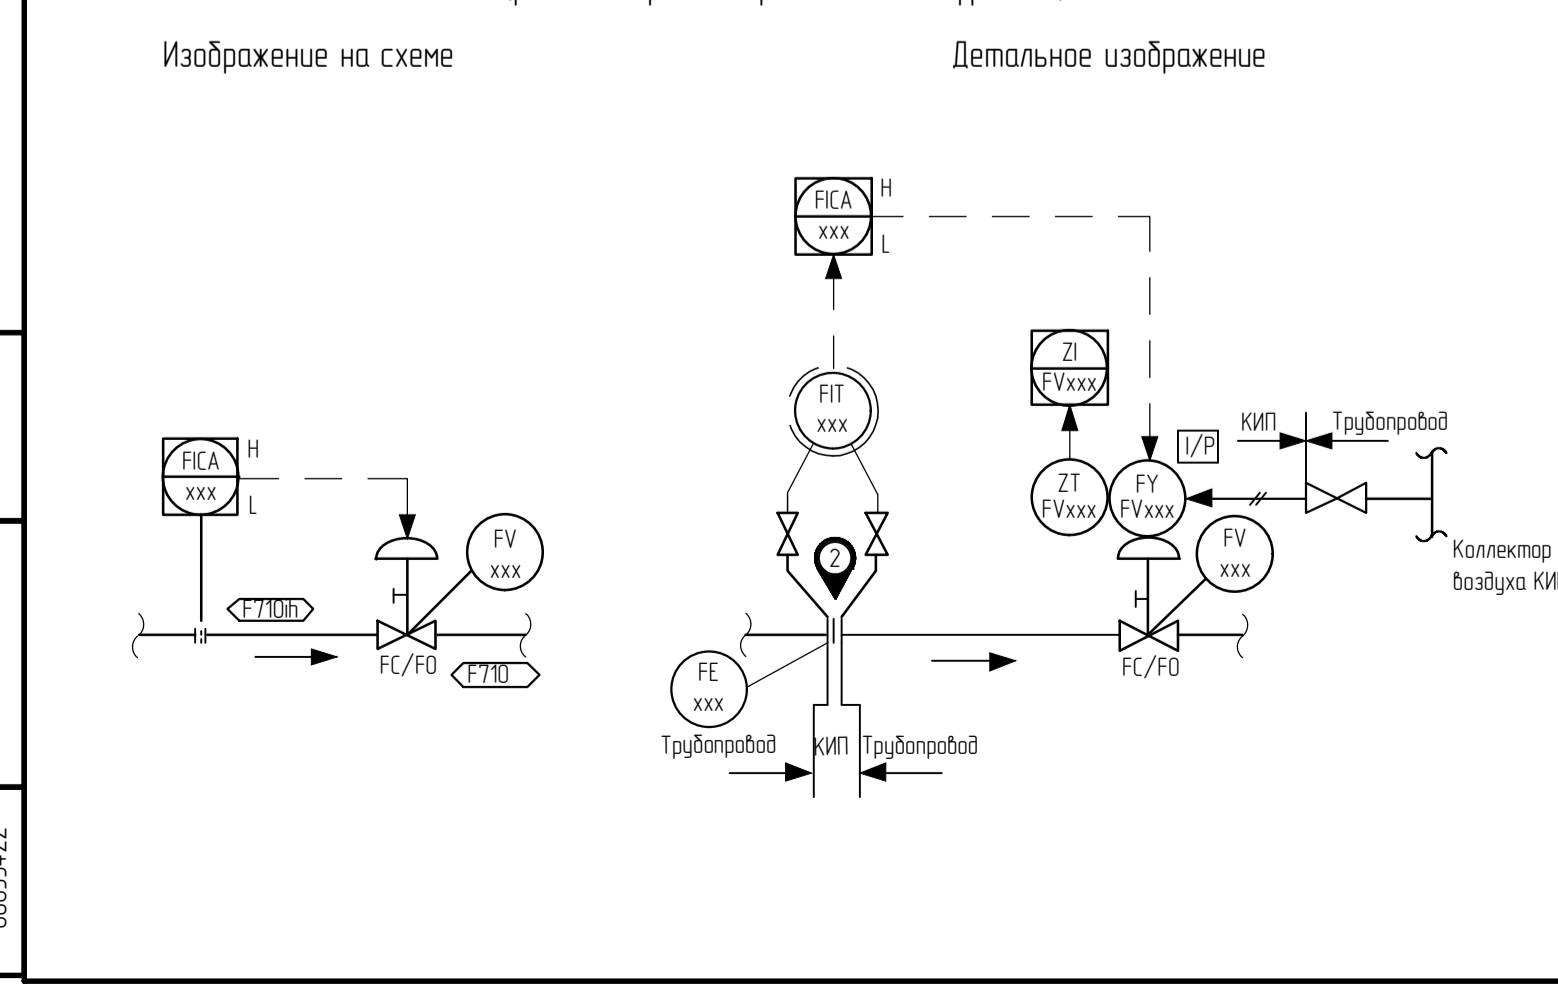 Изображение на схеме
Детальное изображение
FICA
xxx
H
L
FV
xxx
F710ih
FC/FO
F710
FICA
xxx
H
L
FIT
xxx
ZI
FVxxx
ZT
FVxxx
FY
FVxxx
I/P
КИП
Трубопровод
FV
xxx
Коллектор
воздуха
2
FC/FO
FE
xxx
Трубопровод
КИП
Трубопровод